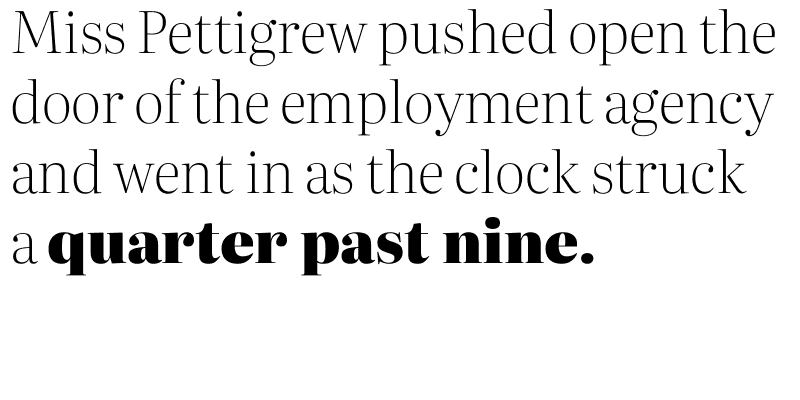 Miss Pettigrew pushed open the
door of the employment agency
and went in as the clock struck
a quarter past nine.